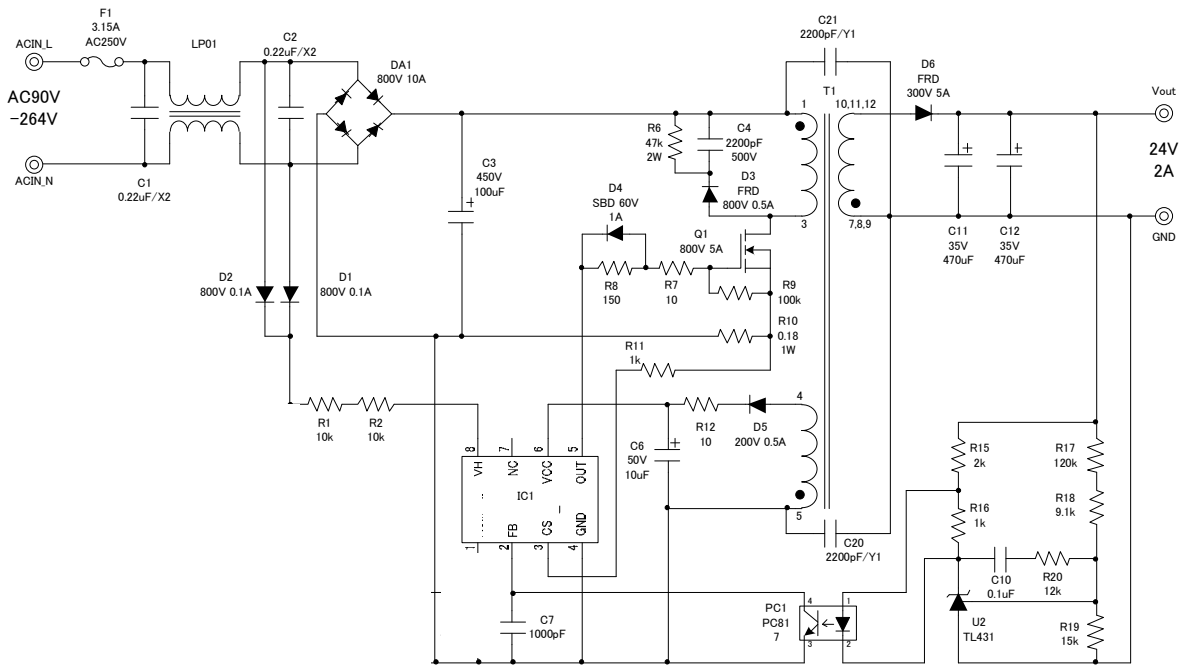 F1
3.15A
AC250V
LP01
C2
0.22uF/X2
ACIN_L
AC90V
-264V
ACIN_N
C1
0.22uF/X2
DA1
800V 10A
C21
2200pF/Y1
T1
1
10,11,12
D6
FRD
300V 5A
Vout
24V
2A
GND
R6
47k
2W
C4
2200pF
500V
D3
FRD
800V 0.5A
3
7,8,9
C3
450V
100uF
D4
SBD 60V
1A
Q1
800V 5A
C11
35V
470uF
C12
35V
470uF
D2
800V 0.1A
D1
800V 0.1A
R8
150
R7
10
R9
100k
R10
0.18
1W
R11
1k
R1
10k
R2
10k
R12
10
D5
200V 0.5A
4
5
C6
50V
10uF
8
7
6
5
VH
NC
VCC
OUT
IC1
FB
CS
GND
1
2
3
4
C20
2200pF/Y1
R15
2k
R17
120k
R16
1k
R18
9.1k
C10
0.1uF
R20
12k
U2
TL431
R19
15k
C7
1000pF
PC1
PC81
7
4
1
3
2